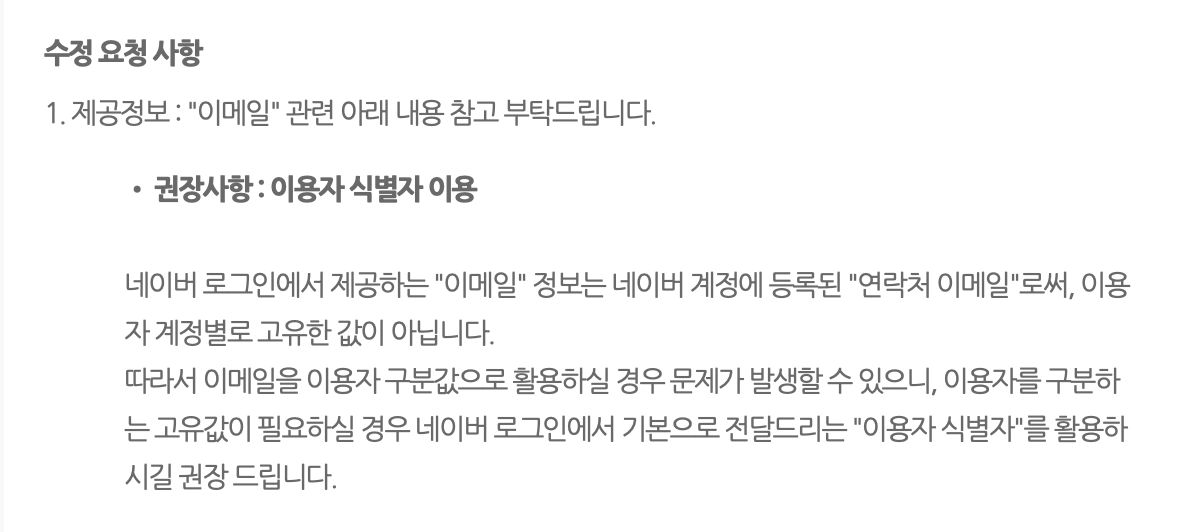 수정 요청 사항
1. 제공정보 : "이메일" 관련 아래 내용 참고 부탁드립니다.
• 권장사항 : 이용자 식별자 이용
네이버 로그인에서 제공하는 "이메일" 정보는 네이버 계정에 등록된 "연락처 이메일"로써, 이용
자 계정별로 고유한 값이 아닙니다.
따라서 이메일을 이용자 구분값으로 활용하실 경우 문제가 발생할 수 있으니, 이용자를 구분하
는 고유값이 필요하실 경우 네이버 로그인에서 기본으로 전달드리는 "이용자 식별자"를 활용하
시길 권장 드립니다.